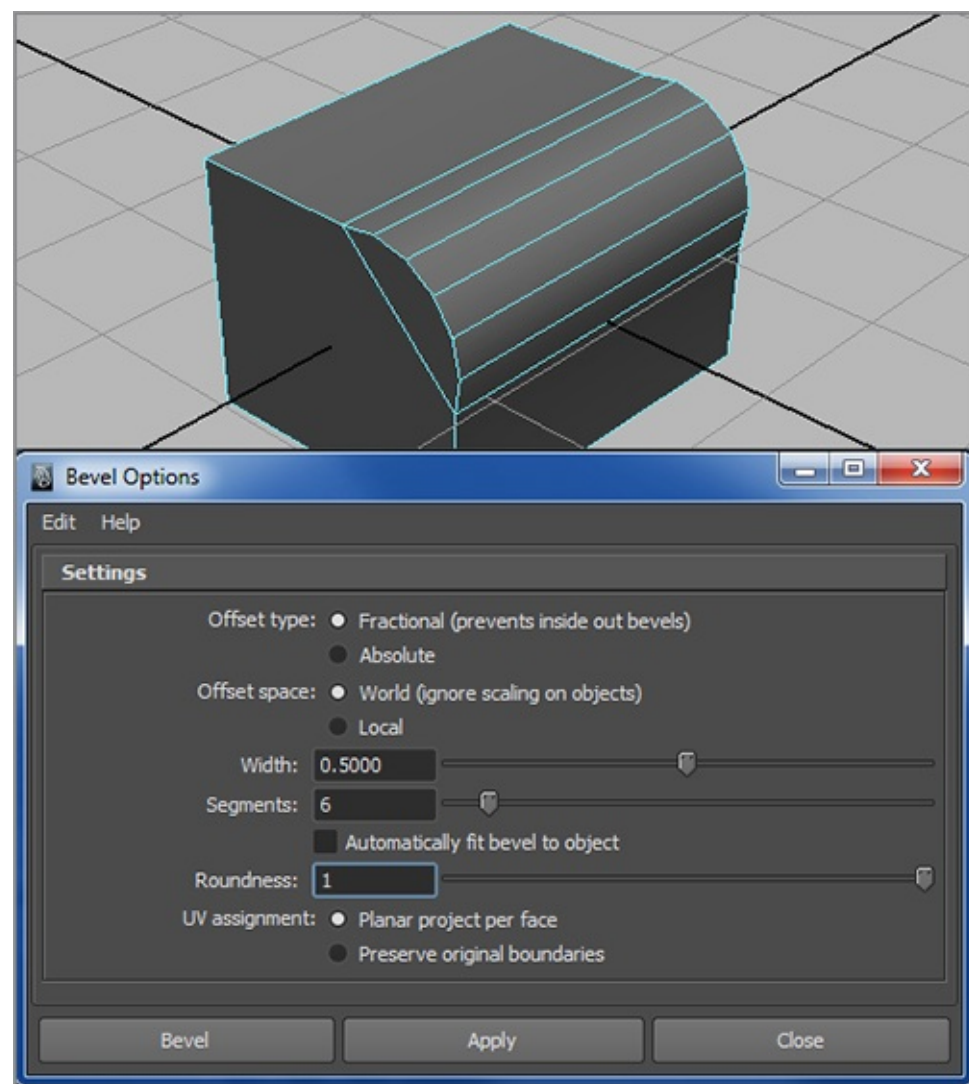 Bevel Options
Edit Help
Settings
Offset type: Fractional (prevents inside out bevels)
Absolute
Offset space: World (ignore scaling on objects)
Local
Width: 0.5000
Segments: 6
Automatically fit bevel to object
Roundness: 1
UV assignment: Planar project per face
Preserve original boundaries
Bevel Apply Close